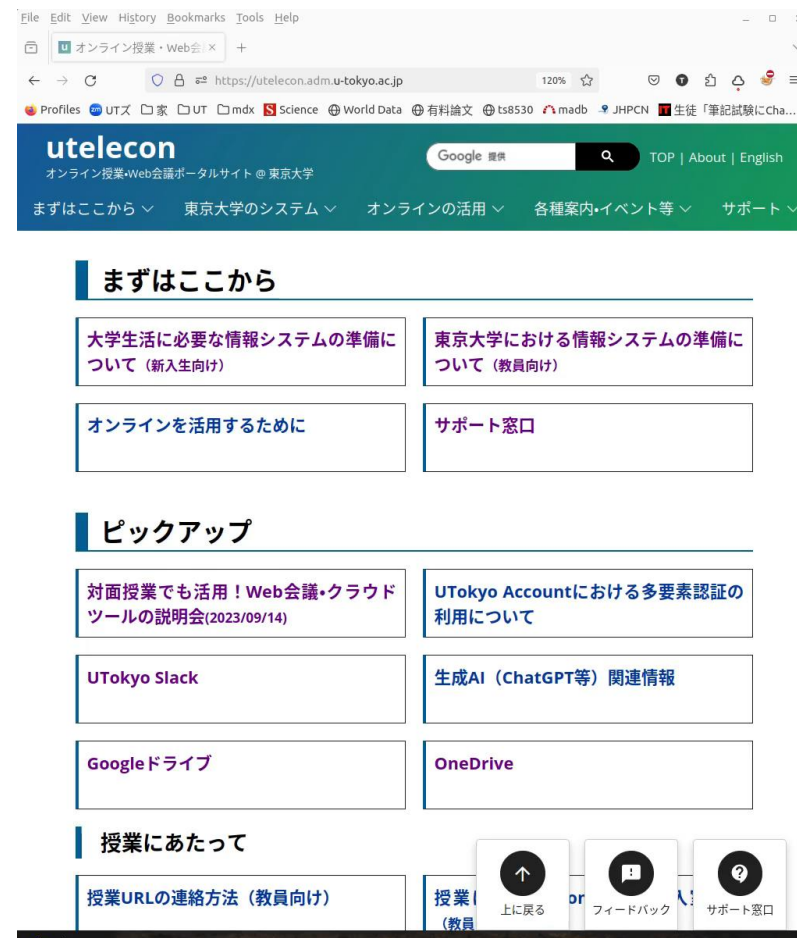 File Edit View History Bookmarks Tools Help
オンライン授業・Web会
https://utelecon.adm.u-tokyo.ac.jp 120%
Profiles UTズ 家 UT mdx Science World Data 有料論文 ts8530 madb JHPCN 生徒「筆記試験にCha...
utelecon
オンライン授業・Web会議ポータルサイト @ 東京大学
Google 提供
TOP | About | English
まずはここから 東京大学のシステム オンラインの活用 各種案内・イベント等 サポート
まずはここから
大学生活に必要な情報システムの準備に
ついて（新入生向け）
東京大学における情報システムの準備に
ついて（教員向け）
オンラインを活用するために
サポート窓口
ピックアップ
対面授業でも活用！Web会議・クラウド
ツールの説明会(2023/09/14)
UTokyo Accountにおける多要素認証の
利用について
UTokyo Slack
生成AI（ChatGPT等）関連情報
Googleドライブ
OneDrive
授業にあたって
授業URLの連絡方法（教員向け）
授業
（教員
上に戻る
フィードバック
サポート窓口